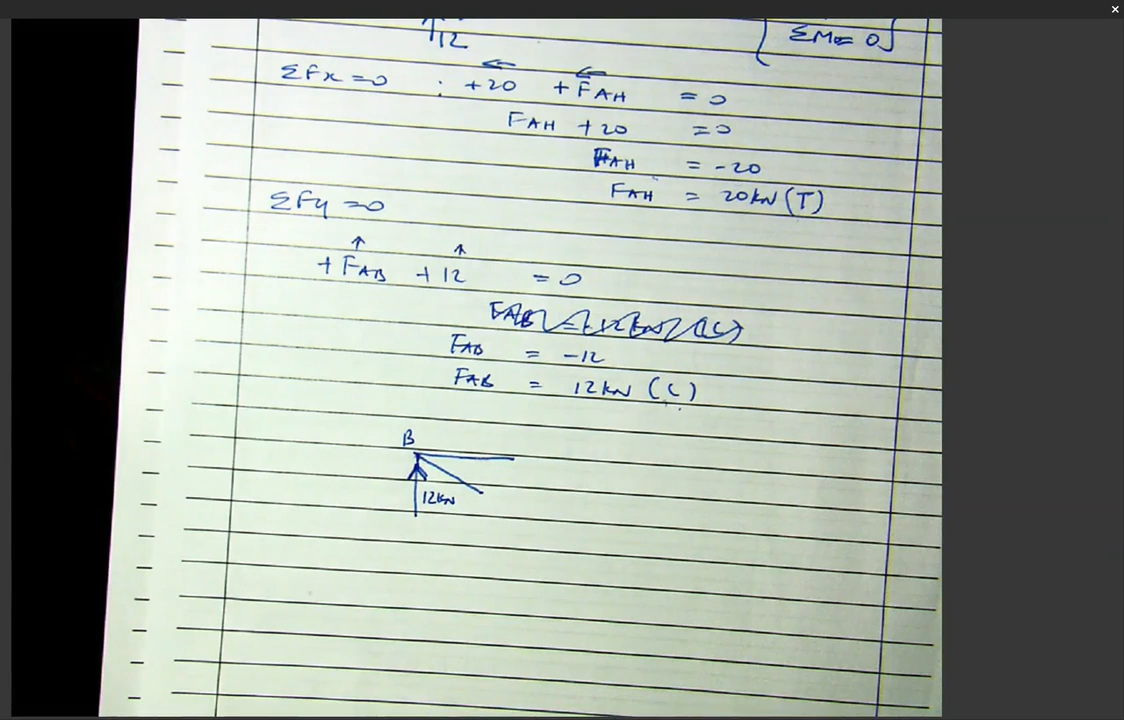 ↑12
ΣM = 0
ΣFx = 0 : +20 + FAH = 0
FAH + 20 = 0
FAH = -20
FAH = 20kN (T)
ΣFy = 0
↑ ↑
+ FAB + 12 = 0
FAB = -12
FAB = 12kN (C)
B
12kN